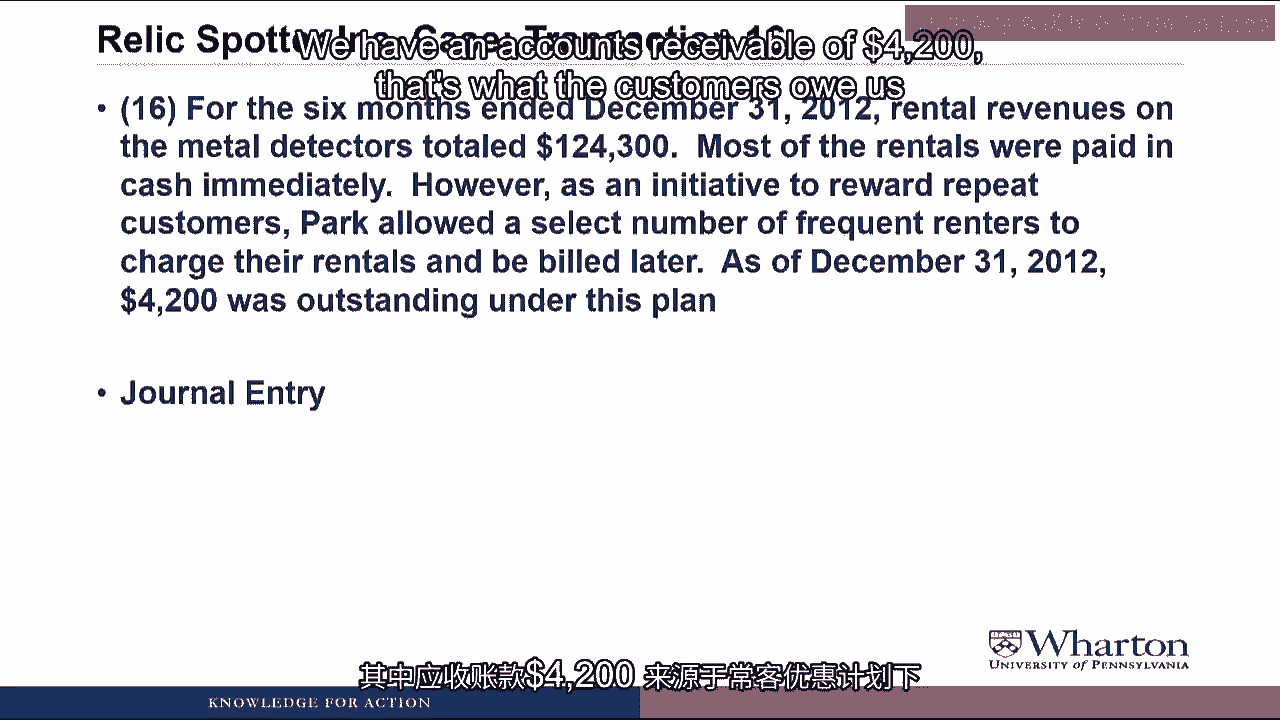 Relic Spotter Inc. Case: Transaction 16
We have an accounts receivable of $4,200,
that's what the customers owe us
• (16) For the six months ended December 31, 2012, rental revenues on
the metal detectors totaled $124,300. Most of the rentals were paid in
cash immediately. However, as an initiative to reward repeat
customers, Park allowed a select number of frequent renters to
charge their rentals and be billed later. As of December 31, 2012,
$4,200 was outstanding under this plan
• Journal Entry
Wharton
UNIVERSITY of PENNSYLVANIA
其中应收账款$4,200 来源于常客优惠计划下
KNOWLEDGE FOR ACTION